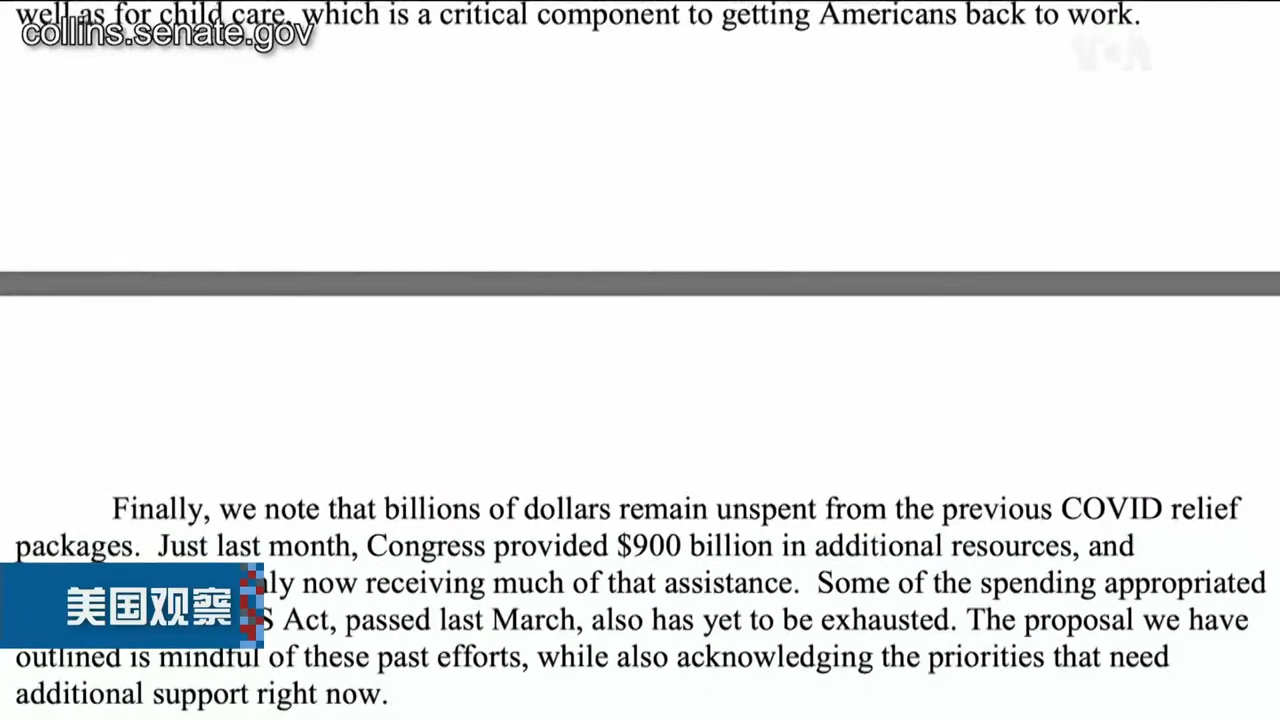 well as for child care, which is a critical component to getting Americans back to work.
collins.senate.gov
VOA
Finally, we note that billions of dollars remain unspent from the previous COVID relief
packages.  Just last month, Congress provided $900 billion in additional resources, and
now receiving much of that assistance.  Some of the spending appropriated
美国观察
Act, passed last March, also has yet to be exhausted. The proposal we have
outlined is mindful of these past efforts, while also acknowledging the priorities that need
additional support right now.